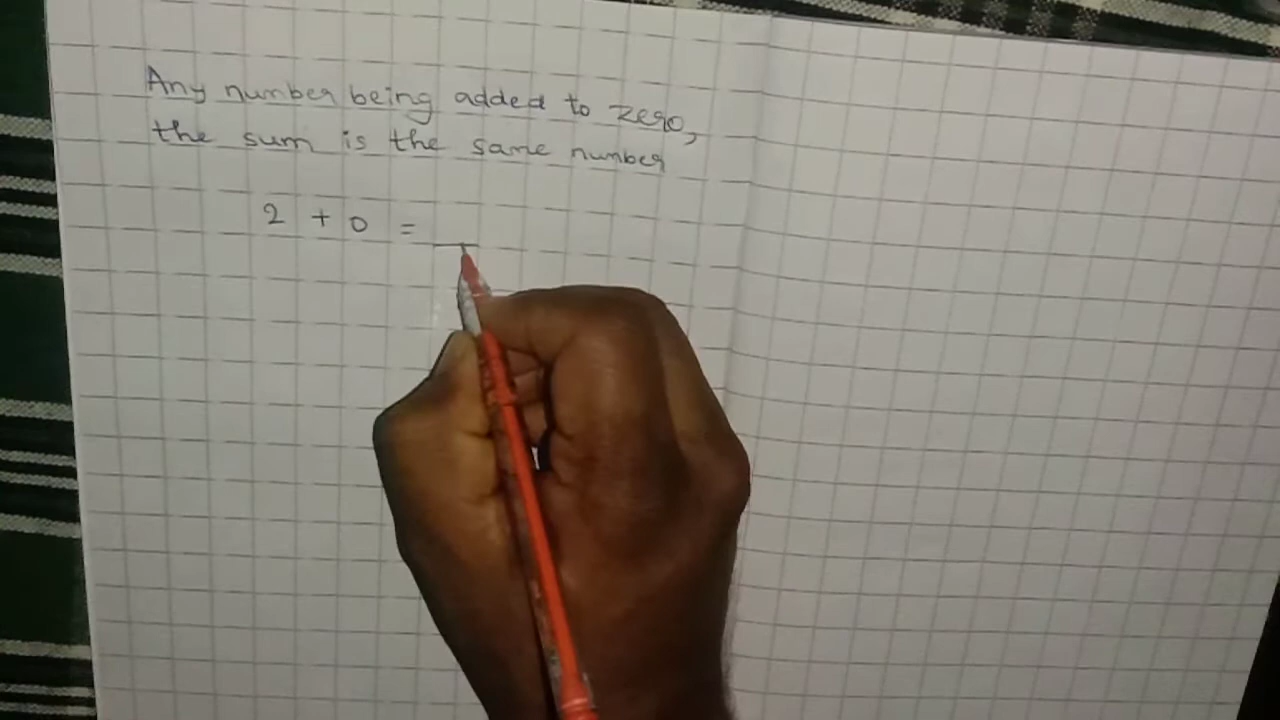 Any number being added to zero,
the sum is the same number
2 + 0 = _